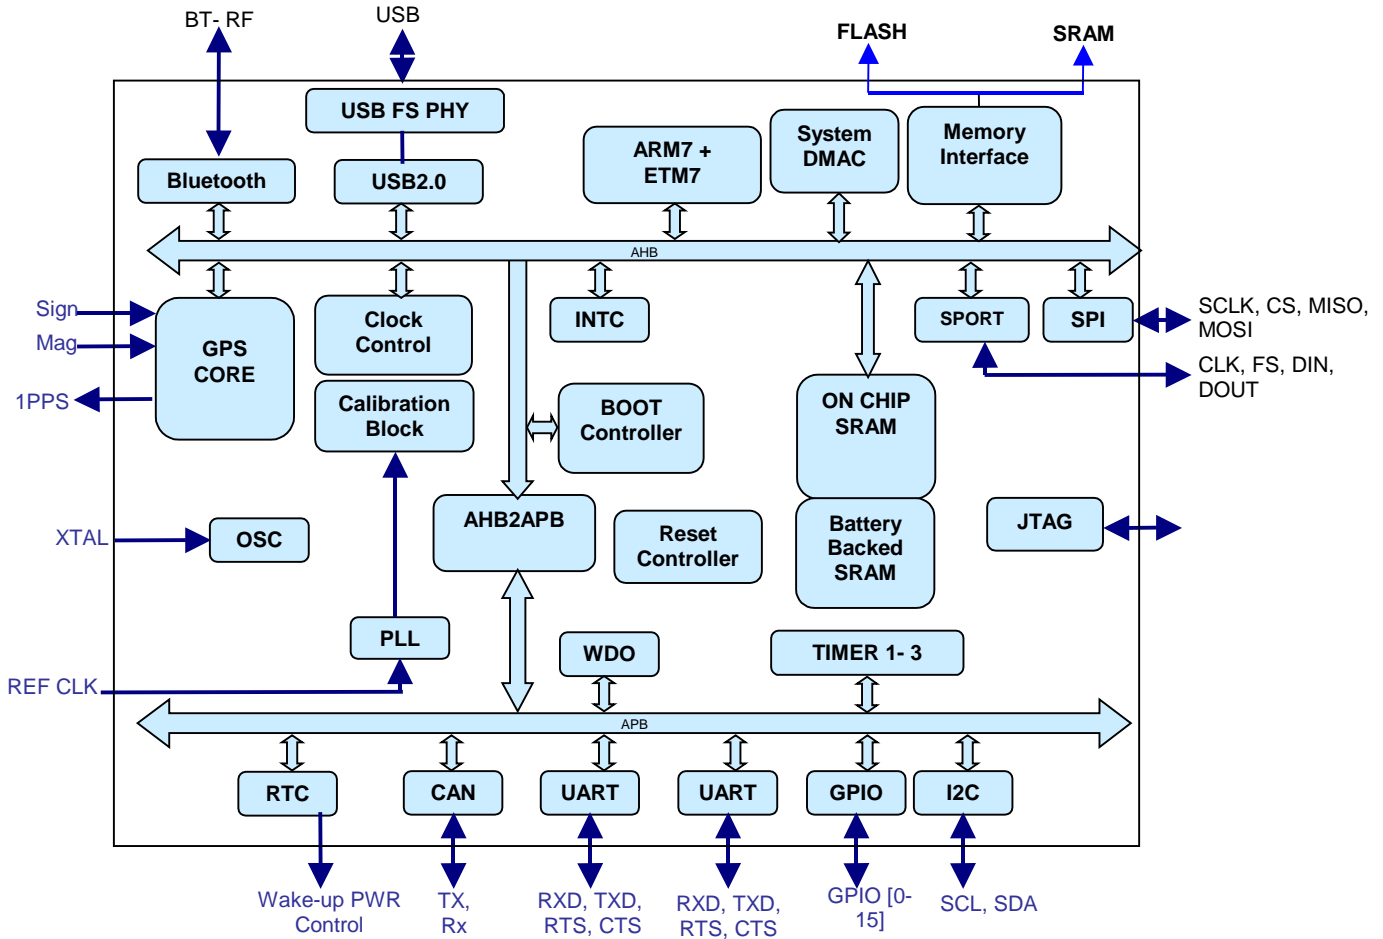 BT- RF
USB
FLASH
SRAM
USB FS PHY
ARM7 +
ETM7
System
DMAC
Memory
Interface
Bluetooth
USB2.0
AHB
Sign
Mag
1PPS
GPS
CORE
Clock
Control
INTC
SPORT
SPI
SCLK, CS, MISO,
MOSI
CLK, FS, DIN,
DOUT
Calibration
Block
BOOT
Controller
ON CHIP
SRAM
XTAL
OSC
AHB2APB
Reset
Controller
Battery
Backed
SRAM
JTAG
PLL
WDO
TIMER 1- 3
REF CLK
APB
RTC
CAN
UART
UART
GPIO
I2C
Wake-up PWR
Control
TX,
Rx
RXD, TXD,
RTS, CTS
RXD, TXD,
RTS, CTS
GPIO [0-
15]
SCL, SDA